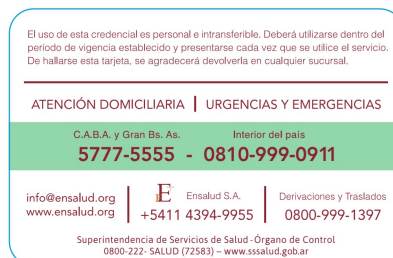 El uso de esta credencial es personal e intransferible. Deberá utilizarse dentro del
período de vigencia establecido y presentarse cada vez que se utilice el servicio.
De hallarse esta tarjeta, se agradecerá devolverla en cualquier sucursal.
ATENCIÓN DOMICILIARIA | URGENCIAS Y EMERGENCIAS
C.A.B.A. y Gran Bs. As. Interior del país
5777-5555 - 0810-999-0911
info@ensalud.org
www.ensalud.org
E Ensalud S.A.
+5411 4394-9955
Derivaciones y Traslados
0800-999-1397
Superintendencia de Servicios de Salud-Órgano de Control
0800-222- SALUD (72583) – www.sssalud.gob.ar